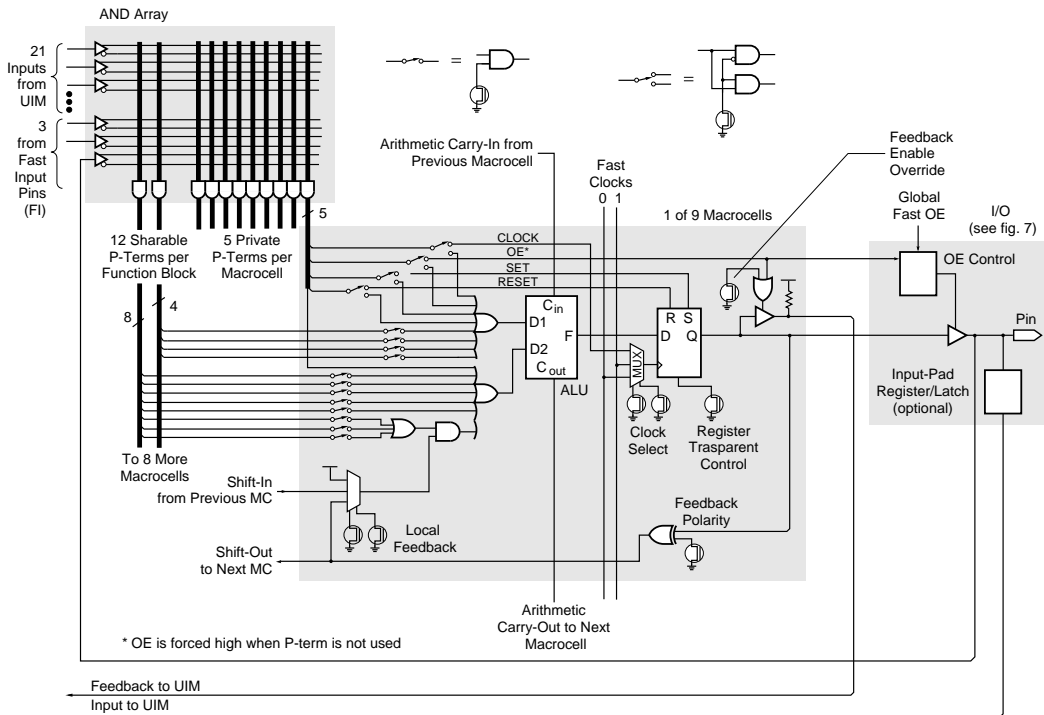 AND Array
21
Inputs
from
UIM
3
from
Fast
Input
Pins
(FI)
=
=
Arithmetic Carry-In from
Previous Macrocell
Fast
Clocks
0 1
Feedback
Enable
Override
Global
Fast OE
I/O
(see fig. 7)
1 of 9 Macrocells
5
12 Sharable
P-Terms per
Function Block
5 Private
P-Terms per
Macrocell
CLOCK
OE*
SET
RESET
OE Control
8
4
Cin
D1
D2
Cout
F
ALU
R S
D Q
MUX
Pin
Input-Pad
Register/Latch
(optional)
Clock
Select
Register
Trasparent
Control
To 8 More
Macrocells
Shift-In
from Previous MC
Local
Feedback
Feedback
Polarity
Shift-Out
to Next MC
Arithmetic
Carry-Out to Next
Macrocell
* OE is forced high when P-term is not used
Feedback to UIM
Input to UIM